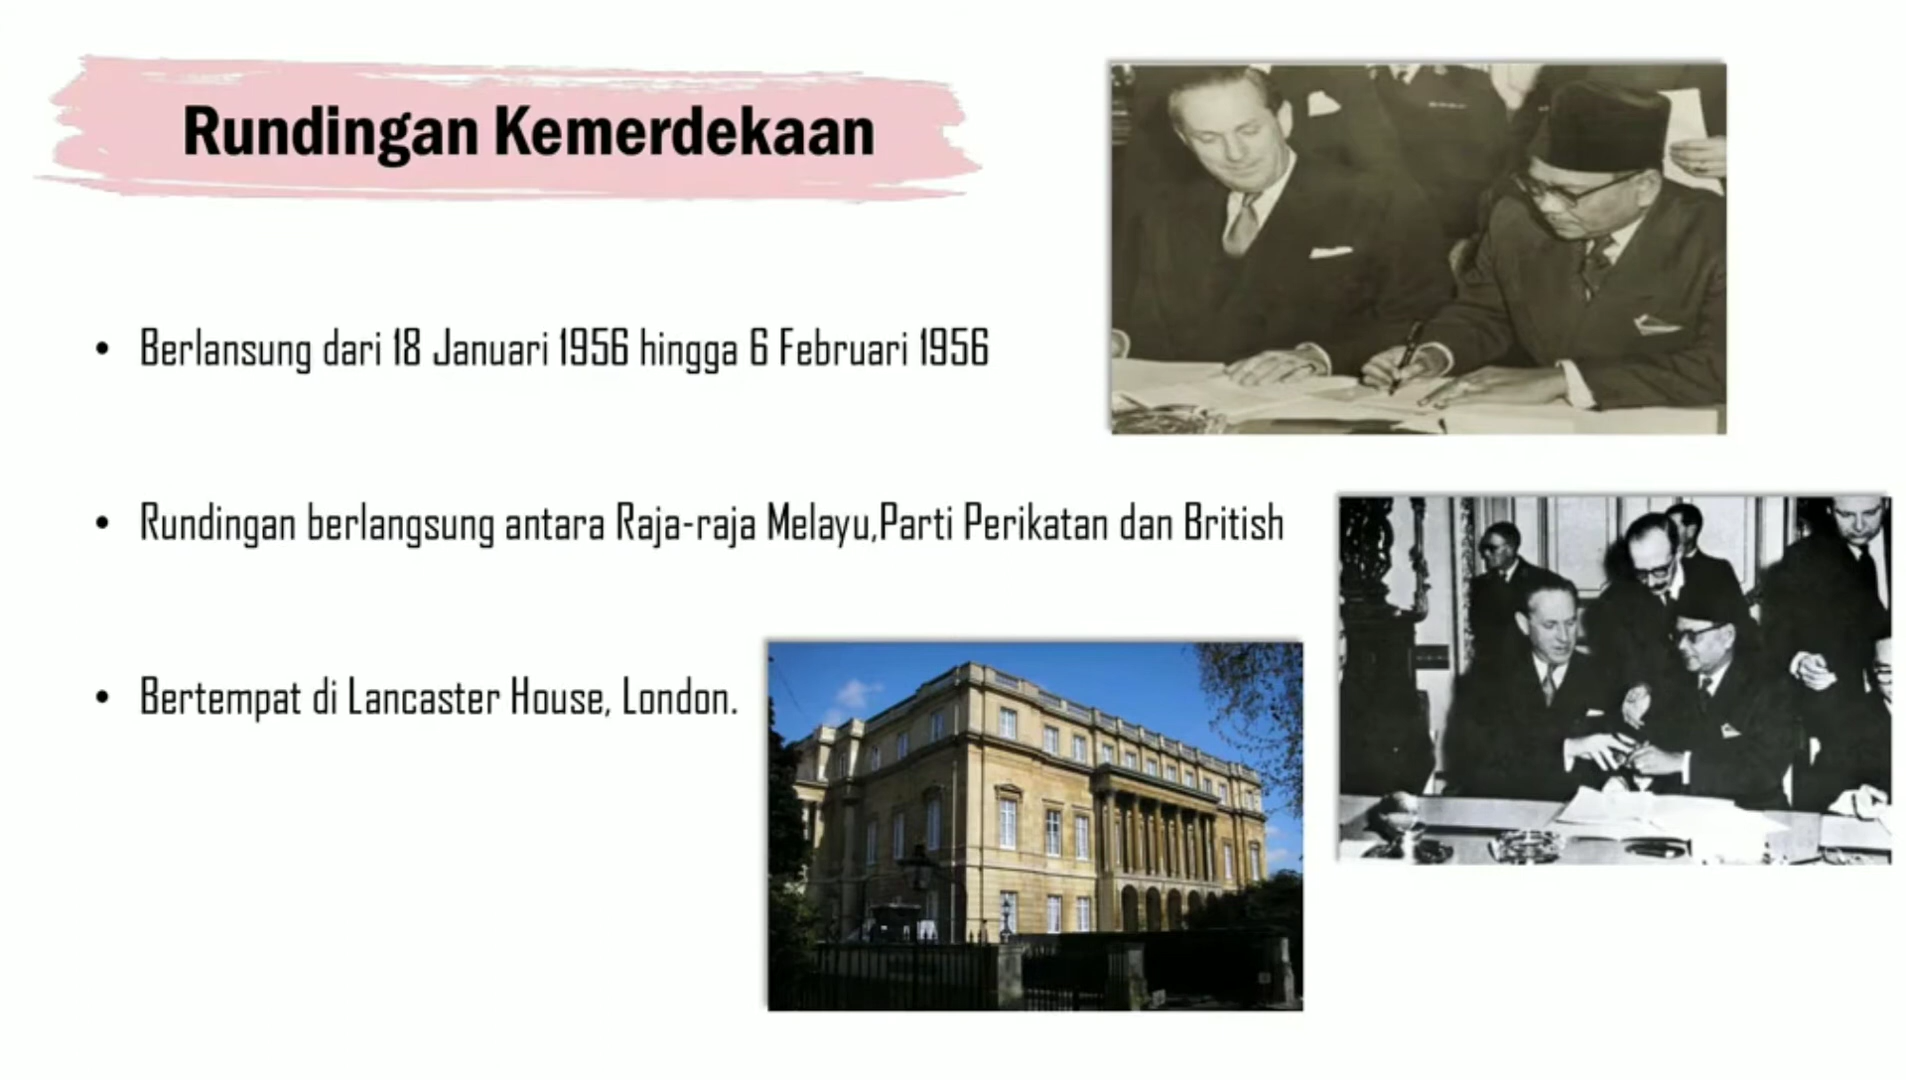 Rundingan Kemerdekaan
• Berlansung dari 18 Januari 1956 hingga 6 Februari 1956
• Rundingan berlangsung antara Raja-raja Melayu,Parti Perikatan dan British
• Bertempat di Lancaster House, London.